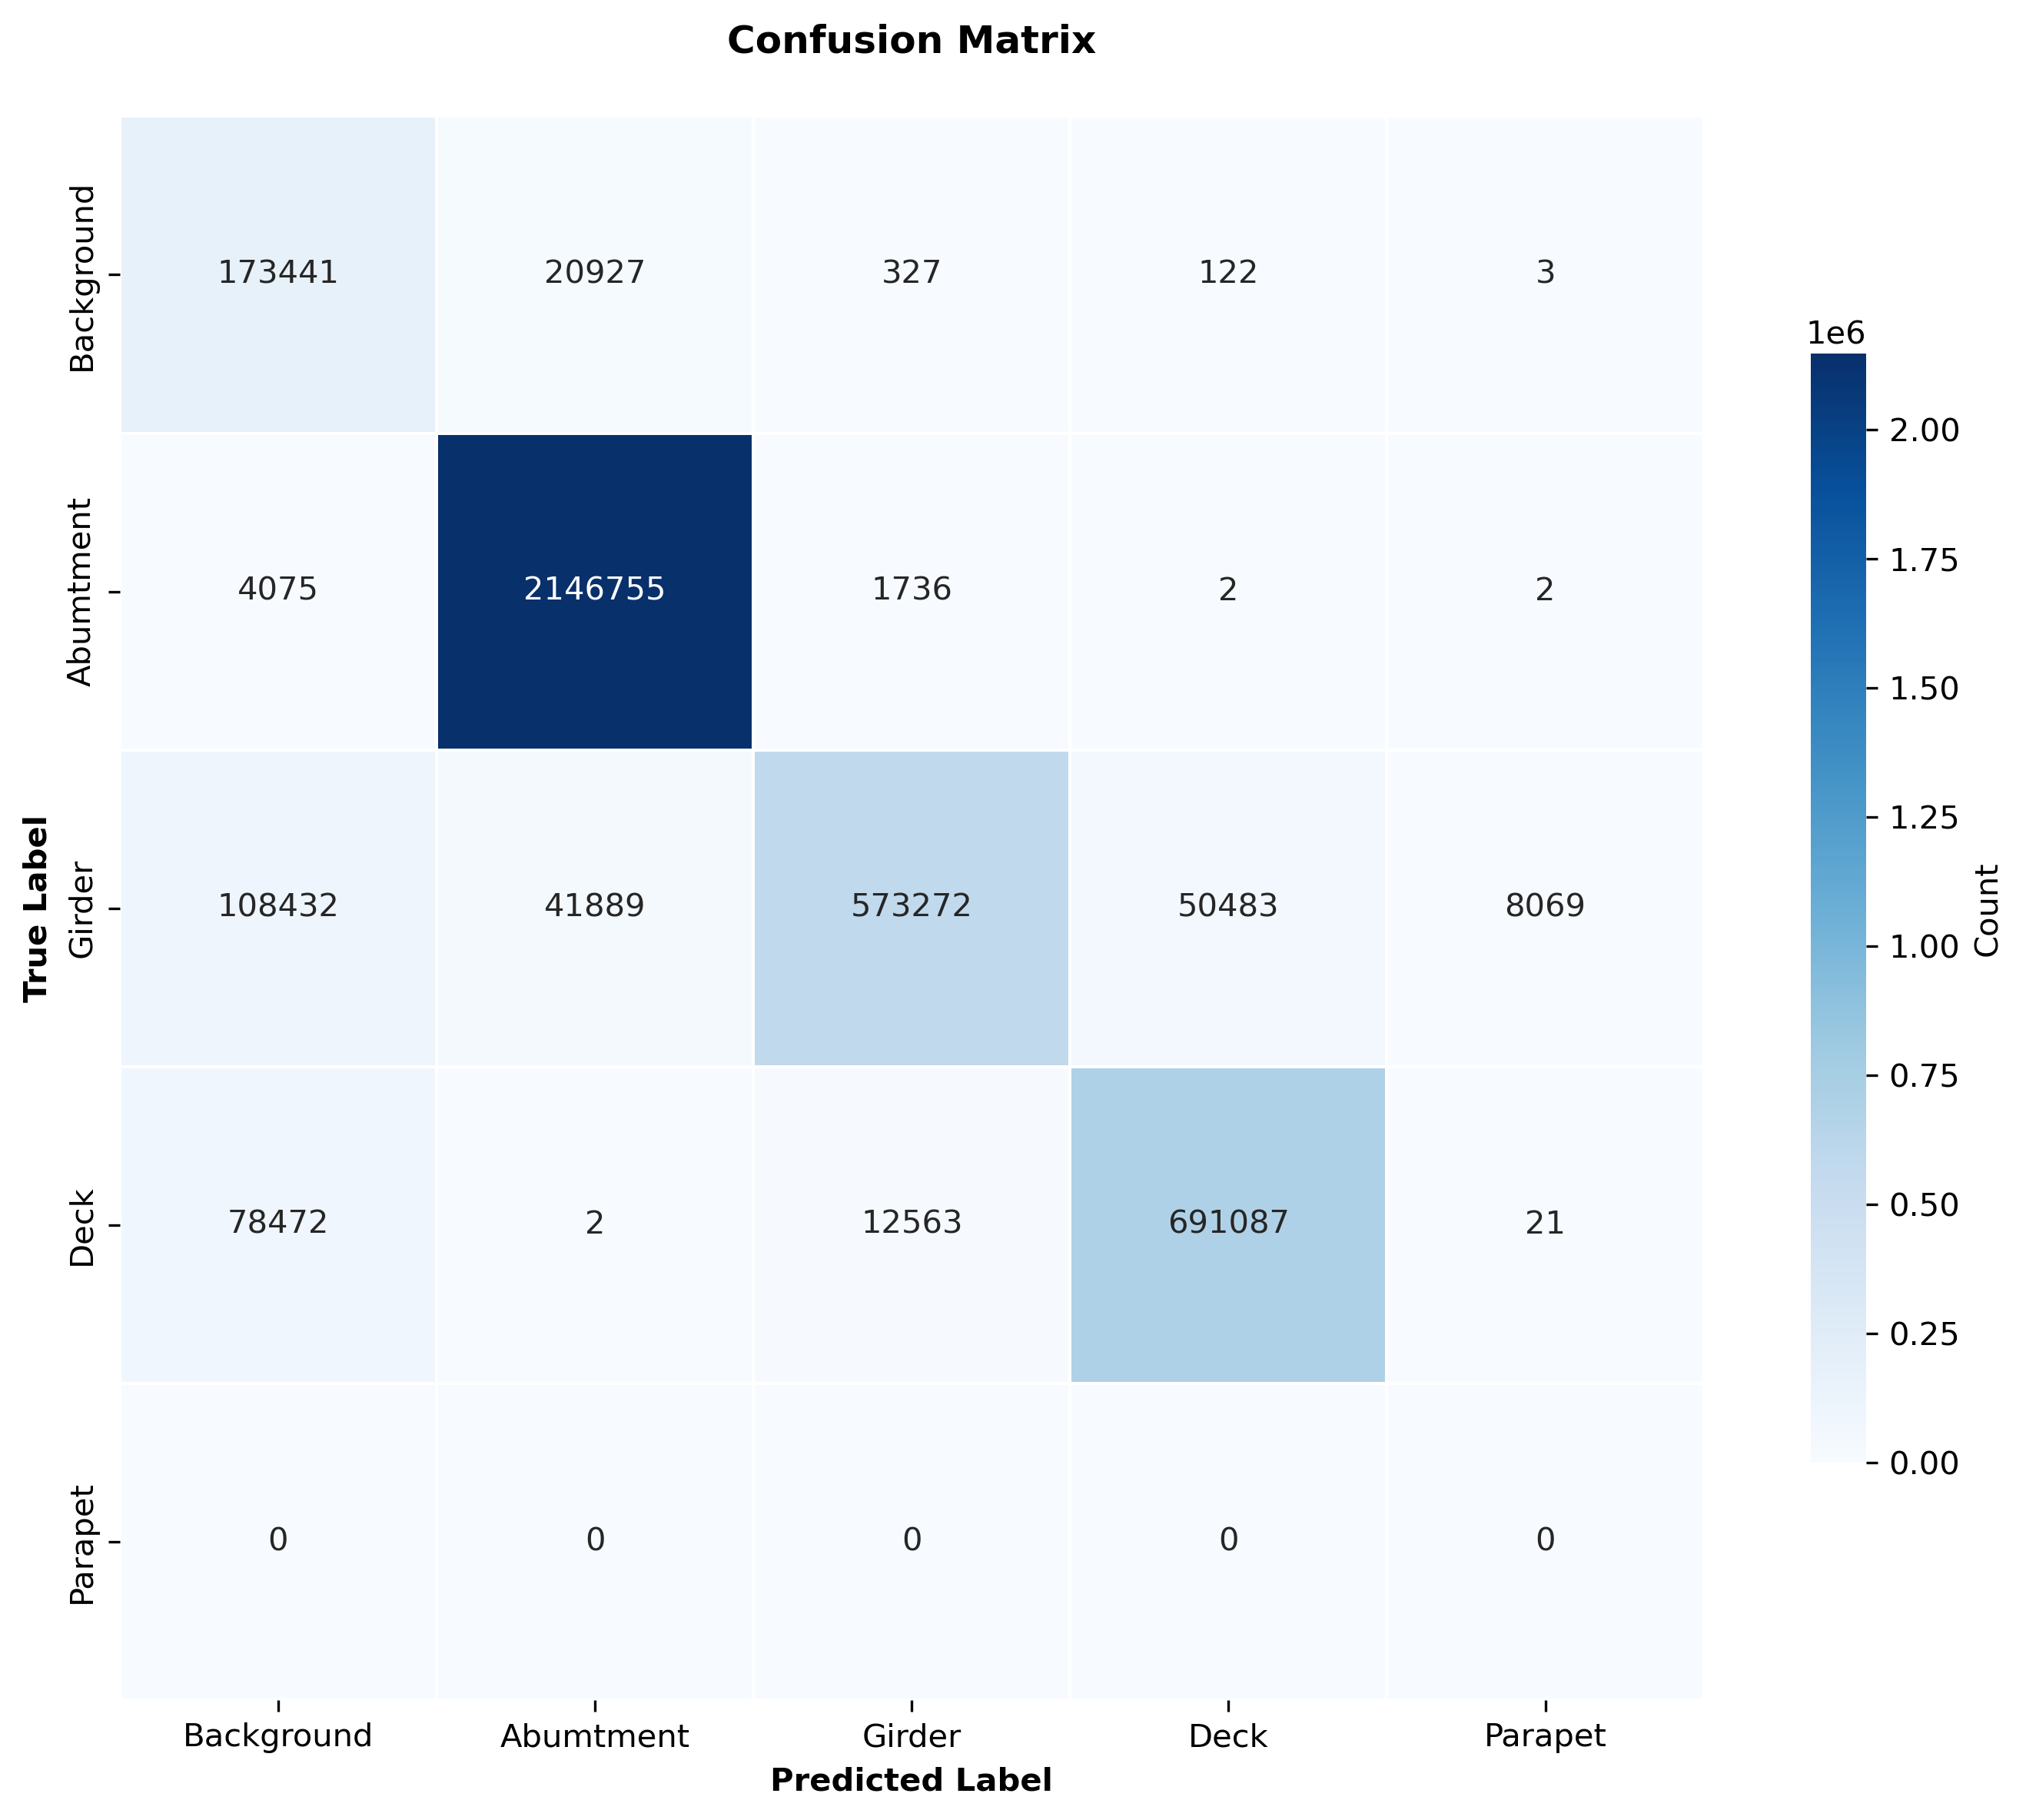 Confusion Matrix
Background
173441 20927 327 122 3
Abumtment
4075 2146755 1736 2 2
Girder
108432 41889 573272 50483 8069
Deck
78472 2 12563 691087 21
Parapet
0 0 0 0 0
Background Abumtment Girder Deck Parapet
Predicted Label
True Label
1e6
2.00
1.75
1.50
1.25
1.00
0.75
0.50
0.25
0.00
Count